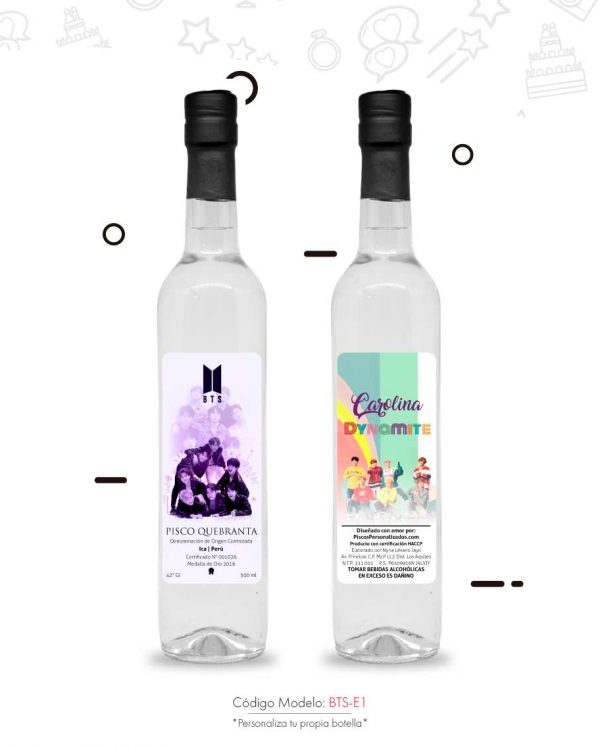 BTS
PISCO QUEBRANTA
Denominación de Origen Controlada
Ica | Perú
Certificado N° 001026
Medalla de Oro 2016
42° Gl 500 ml
Carolina
DYNAMITE
Diseñado con amor por:
PiscosPersonalizados.com
Producto con certificación HACCP
TOMAR BEBIDAS ALCOHÓLICAS
EN EXCESO ES DAÑINO
Código Modelo: BTS-E1
*Personaliza tu propia botella*